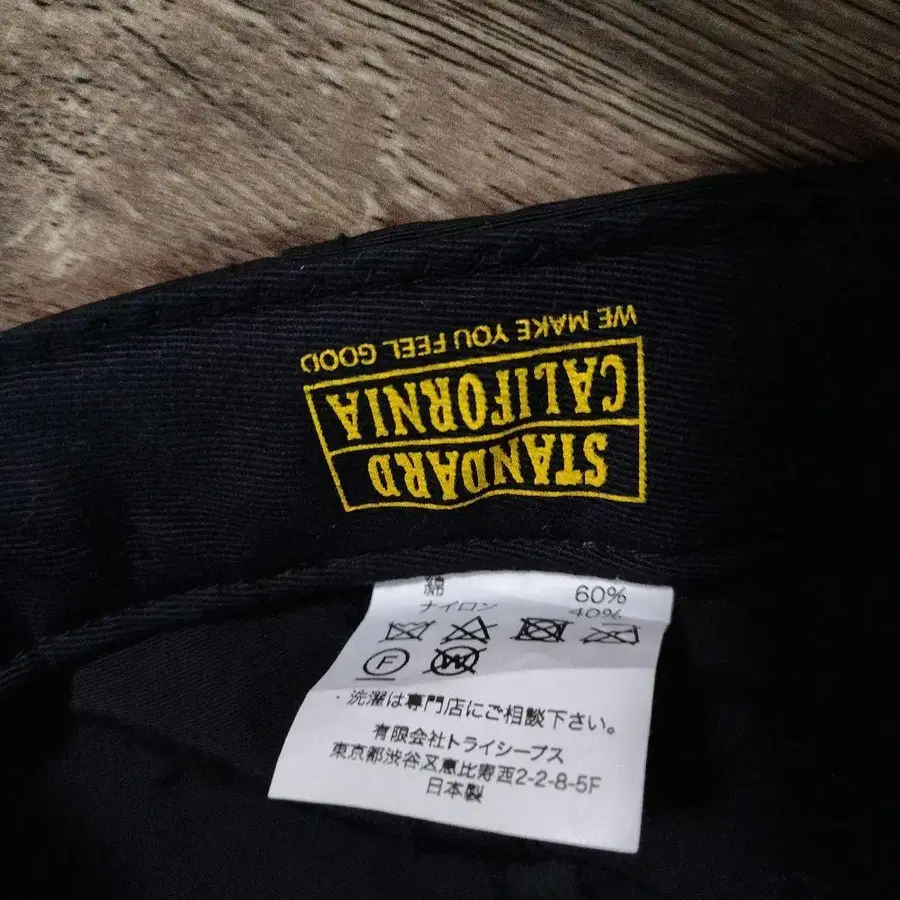 STANDARD
CALIFORNIA
WE MAKE YOU FEEL GOOD
綿 60%
ナイロン 40%
F W
・洗濯は専門店にご相談下さい。
有限会社トライシープス
東京都渋谷区恵比寿西2-2-8-5F
日本製